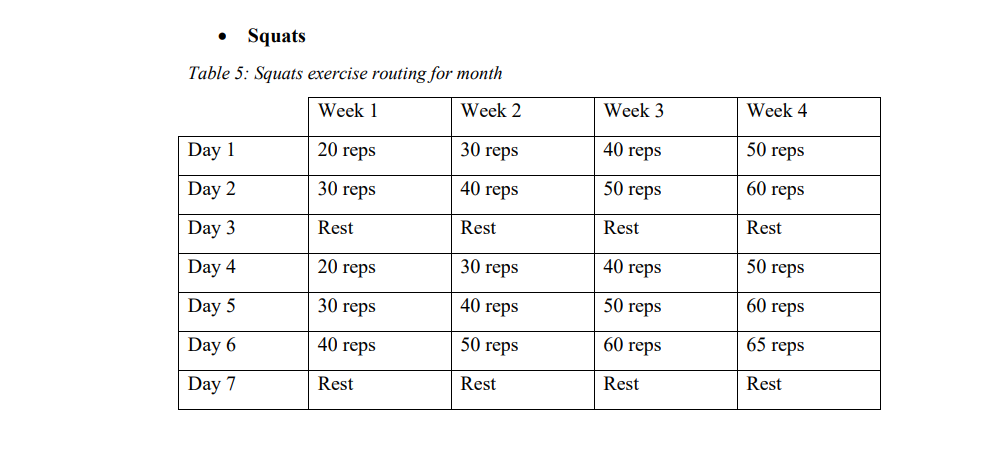 • Squats
Table 5: Squats exercise routing for month
Week 1 Week 2 Week 3 Week 4
Day 1 20 reps 30 reps 40 reps 50 reps
Day 2 30 reps 40 reps 50 reps 60 reps
Day 3 Rest Rest Rest Rest
Day 4 20 reps 30 reps 40 reps 50 reps
Day 5 30 reps 40 reps 50 reps 60 reps
Day 6 40 reps 50 reps 60 reps 65 reps
Day 7 Rest Rest Rest Rest